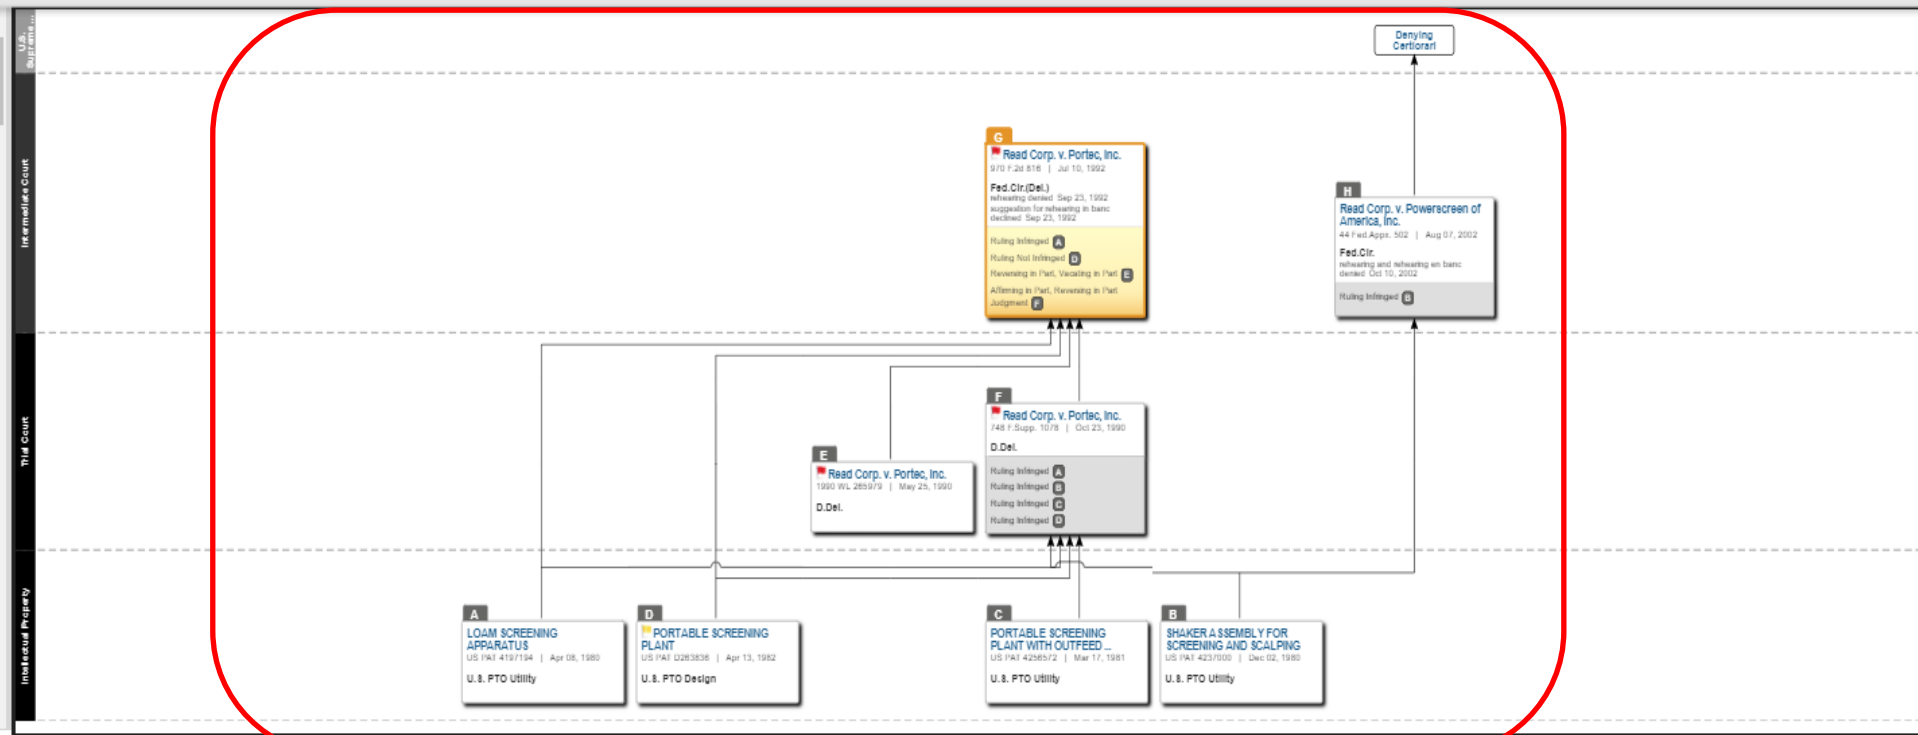 U.S.
Supreme ...
Denying
Certiorari
Intermediate Court
G
Read Corp. v. Portec, Inc.
970 F.2d 816 | Jul 10, 1992
Fed.Cir.(Del.)
rehearing denied Sep 23, 1992
suggestion for rehearing in banc
declined Sep 23, 1992
Ruling Infringed A
Ruling Not Infringed D
Reversing in Part, Vacating in Part E
Affirming in Part, Reversing in Part
Judgment F
H
Read Corp. v. Powerscreen of
America, Inc.
44 Fed.Appx. 502 | Aug 07, 2002
Fed.Cir.
rehearing and rehearing en banc
denied Oct 10, 2002
Ruling Infringed B
Trial Court
E
Read Corp. v. Portec, Inc.
1990 WL 265979 | May 25, 1990
D.Del.
F
Read Corp. v. Portec, Inc.
748 F.Supp. 1078 | Oct 23, 1990
D.Del.
Ruling Infringed A
Ruling Infringed B
Ruling Infringed C
Ruling Infringed D
Intellectual Property
A
LOAM SCREENING
APPARATUS
US PAT 4197194 | Apr 08, 1980
U.S. PTO Utility
D
PORTABLE SCREENING
PLANT
US PAT D263836 | Apr 13, 1982
U.S. PTO Design
C
PORTABLE SCREENING
PLANT WITH OUTFEED ...
US PAT 4256572 | Mar 17, 1981
U.S. PTO Utility
B
SHAKER ASSEMBLY FOR
SCREENING AND SCALPING
US PAT 4237000 | Dec 02, 1980
U.S. PTO Utility